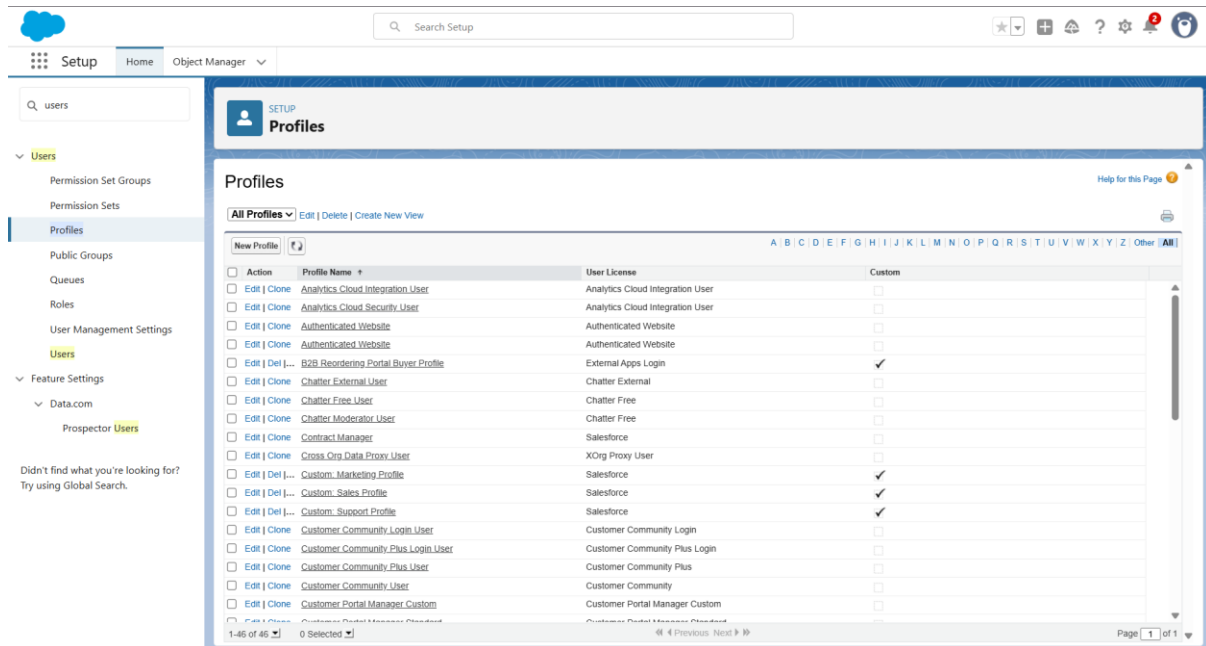 Search Setup
2
Setup Home Object Manager
users
SETUP
Profiles
Users
Permission Set Groups
Permission Sets
Profiles
Public Groups
Queues
Roles
User Management Settings
Users
Feature Settings
Data.com
Prospector Users
Didn't find what you're looking for?
Try using Global Search.
Profiles
Help for this Page ?
All Profiles Edit | Delete | Create New View
New Profile
A | B | C | D | E | F | G | H | I | J | K | L | M | N | O | P | Q | R | S | T | U | V | W | X | Y | Z | Other | All |
Action Profile Name ↑ User License Custom
Edit | Clone Analytics Cloud Integration User Analytics Cloud Integration User
Edit | Clone Analytics Cloud Security User Analytics Cloud Integration User
Edit | Clone Authenticated Website Authenticated Website
Edit | Clone Authenticated Website Authenticated Website
Edit | Del |... B2B Reordering Portal Buyer Profile External Apps Login ✓
Edit | Clone Chatter External User Chatter External
Edit | Clone Chatter Free User Chatter Free
Edit | Clone Chatter Moderator User Chatter Free
Edit | Clone Contract Manager Salesforce
Edit | Clone Cross Org Data Proxy User XOrg Proxy User
Edit | Del |... Custom: Marketing Profile Salesforce ✓
Edit | Del |... Custom: Sales Profile Salesforce ✓
Edit | Del |... Custom: Support Profile Salesforce ✓
Edit | Clone Customer Community Login User Customer Community Login
Edit | Clone Customer Community Plus Login User Customer Community Plus Login
Edit | Clone Customer Community Plus User Customer Community Plus
Edit | Clone Customer Community User Customer Community
Edit | Clone Customer Portal Manager Custom Customer Portal Manager Custom
1-46 of 46 0 Selected Previous Next Page 1 of 1